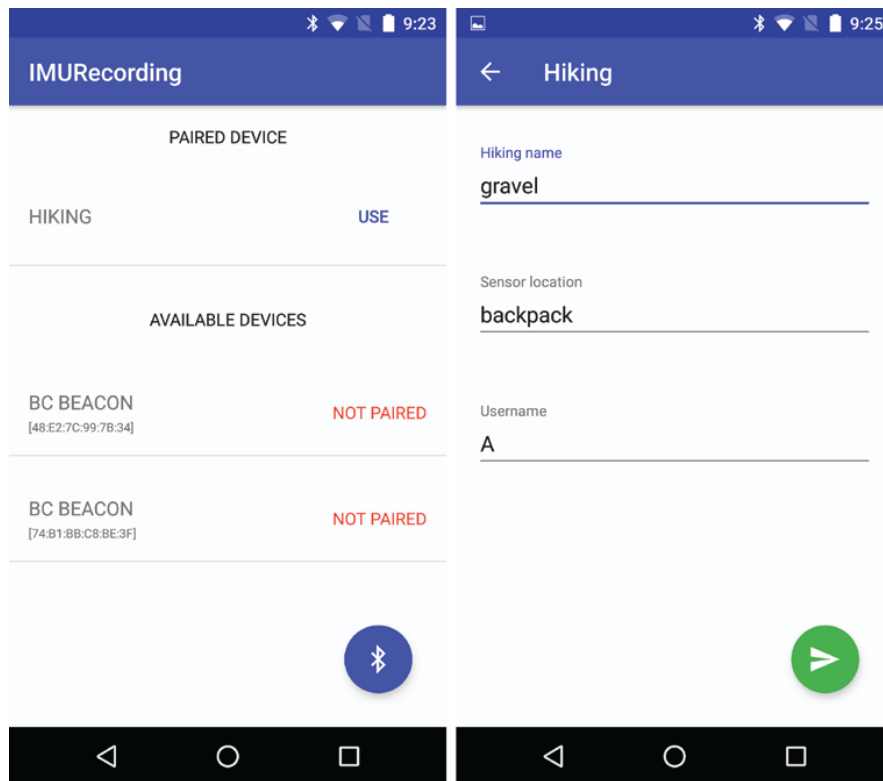 9:23
IMURecording
PAIRED DEVICE
HIKING USE
AVAILABLE DEVICES
BC BEACON
[48:E2:7C:99:7B:34]
NOT PAIRED
BC BEACON
[74:B1:BB:C8:BE:3F]
NOT PAIRED
9:25
Hiking
Hiking name
gravel
Sensor location
backpack
Username
A